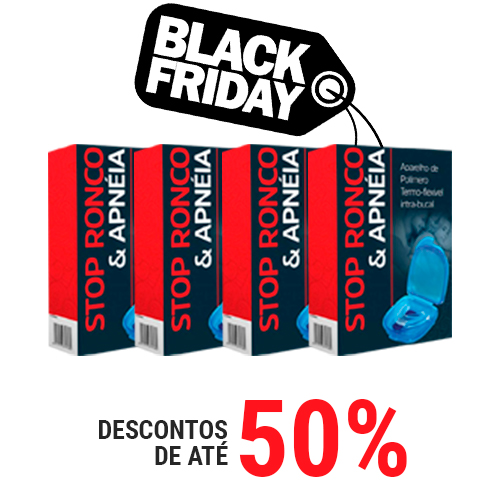 BLACK
FRIDAY
STOP RONCO
& APNÉIA
STOP RONCO
& APNÉIA
STOP RONCO
& APNÉIA
STOP RONCO
& APNÉIA
Aparelho de
Polímero
Termo-flexível
intra-bucal
DESCONTOS
DE ATÉ
50%